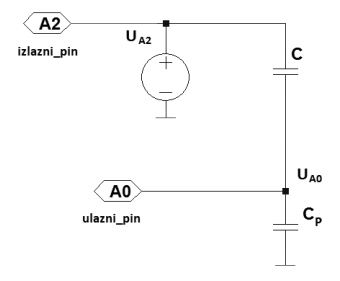 A2
izlazni_pin
U A2
+
−
C
A0
ulazni_pin
U A0
C p